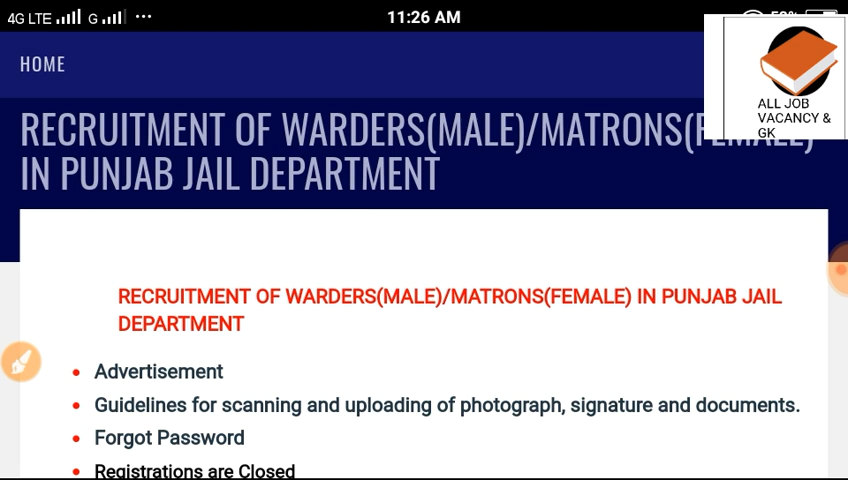 4G LTE G ... 11:26 AM
HOME
ALL JOB
VACANCY &
GK
RECRUITMENT OF WARDERS(MALE)/MATRONS(FEMALE)
IN PUNJAB JAIL DEPARTMENT
RECRUITMENT OF WARDERS(MALE)/MATRONS(FEMALE) IN PUNJAB JAIL
DEPARTMENT
• Advertisement
• Guidelines for scanning and uploading of photograph, signature and documents.
• Forgot Password
• Registrations are Closed